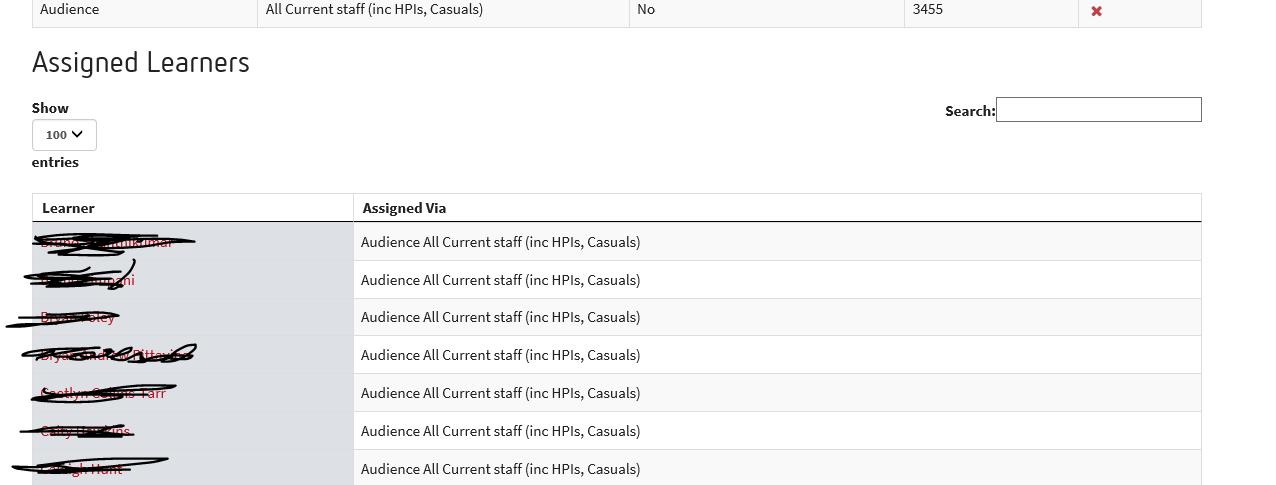 Audience All Current staff (inc HPIs, Casuals) No 3455
Assigned Learners
Show
Search:
100
entries
Learner Assigned Via
Audience All Current staff (inc HPIs, Casuals)
Audience All Current staff (inc HPIs, Casuals)
Audience All Current staff (inc HPIs, Casuals)
Audience All Current staff (inc HPIs, Casuals)
Audience All Current staff (inc HPIs, Casuals)
Audience All Current staff (inc HPIs, Casuals)
Audience All Current staff (inc HPIs, Casuals)